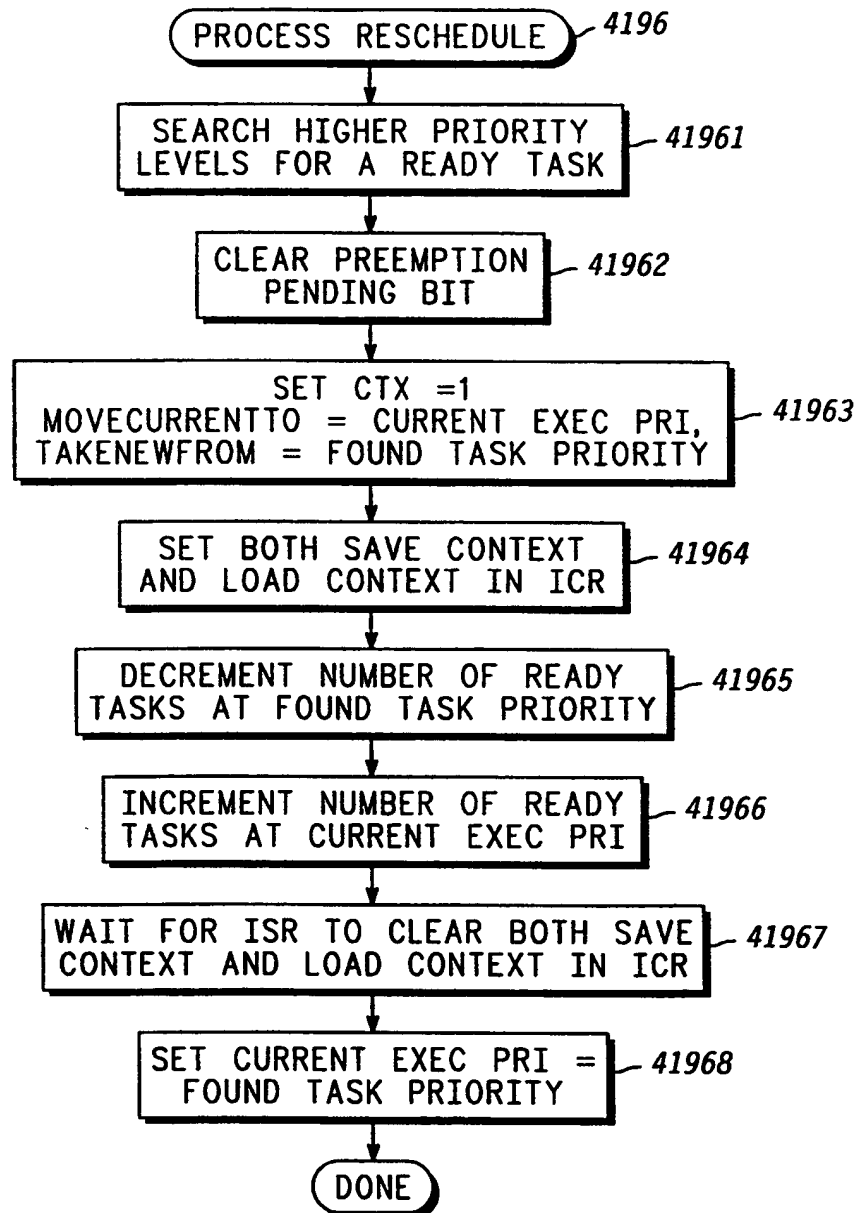 PROCESS RESCHEDULE
4196
SEARCH HIGHER PRIORITY
LEVELS FOR A READY TASK
41961
CLEAR PREEMPTION
PENDING BIT
41962
SET CTX =1
MOVECURRENTTO = CURRENT EXEC PRI,
TAKENEWFROM = FOUND TASK PRIORITY
41963
SET BOTH SAVE CONTEXT
AND LOAD CONTEXT IN ICR
41964
DECREMENT NUMBER OF READY
TASKS AT FOUND TASK PRIORITY
41965
INCREMENT NUMBER OF READY
TASKS AT CURRENT EXEC PRI
41966
WAIT FOR ISR TO CLEAR BOTH SAVE
CONTEXT AND LOAD CONTEXT IN ICR
41967
SET CURRENT EXEC PRI =
FOUND TASK PRIORITY
41968
DONE